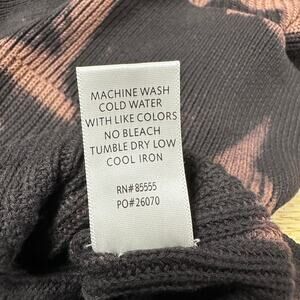 MACHINE WASH
COLD WATER
WITH LIKE COLORS
NO BLEACH
TUMBLE DRY LOW
COOL IRON
RN#85555
PO#26070